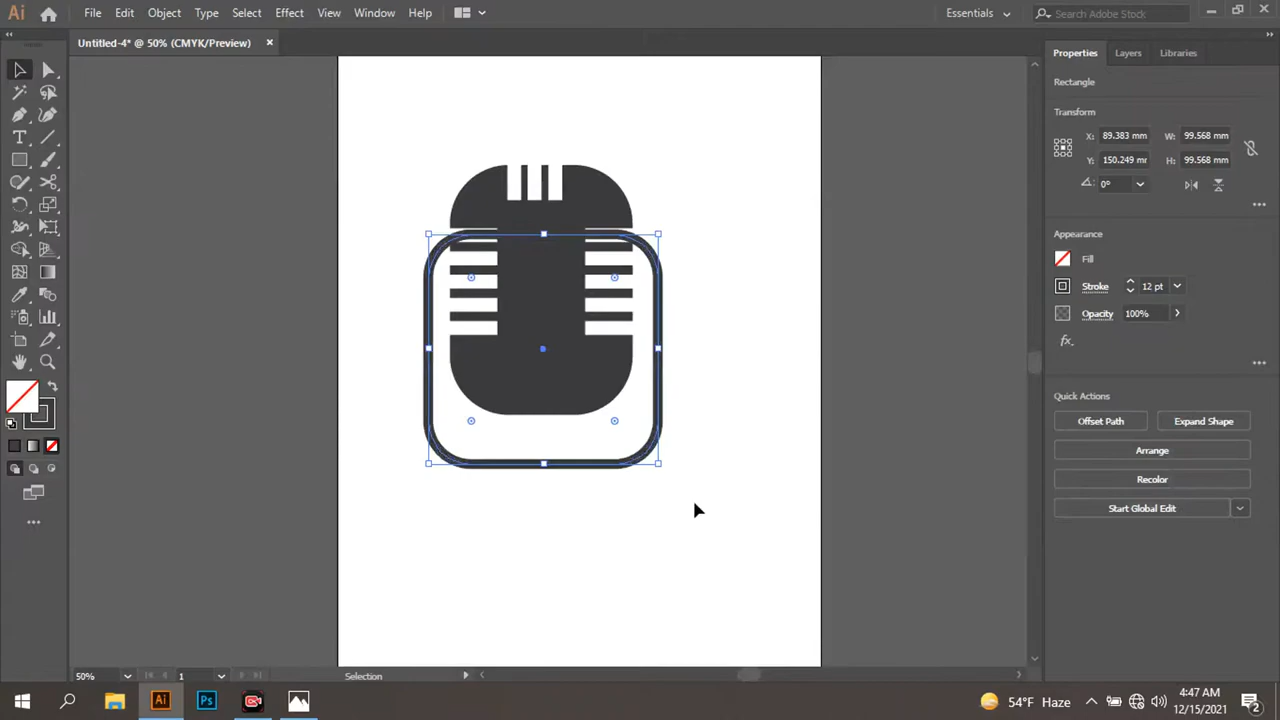 Ai File Edit Object Type Select Effect View Window Help Essentials Search Adobe Stock
Untitled-4* @ 50% (CMYK/Preview) ×
Properties Layers Libraries
Rectangle
Transform
X: 89.383 mm W: 99.568 mm
Y: 150.249 mm H: 99.568 mm
0°
Appearance
Fill
Stroke 12 pt
Opacity 100%
fx.
Quick Actions
Offset Path Expand Shape
Arrange
Recolor
Start Global Edit
50% 1 Selection
Ai Ps 54°F Haze 4:47 AM
12/15/2021 2